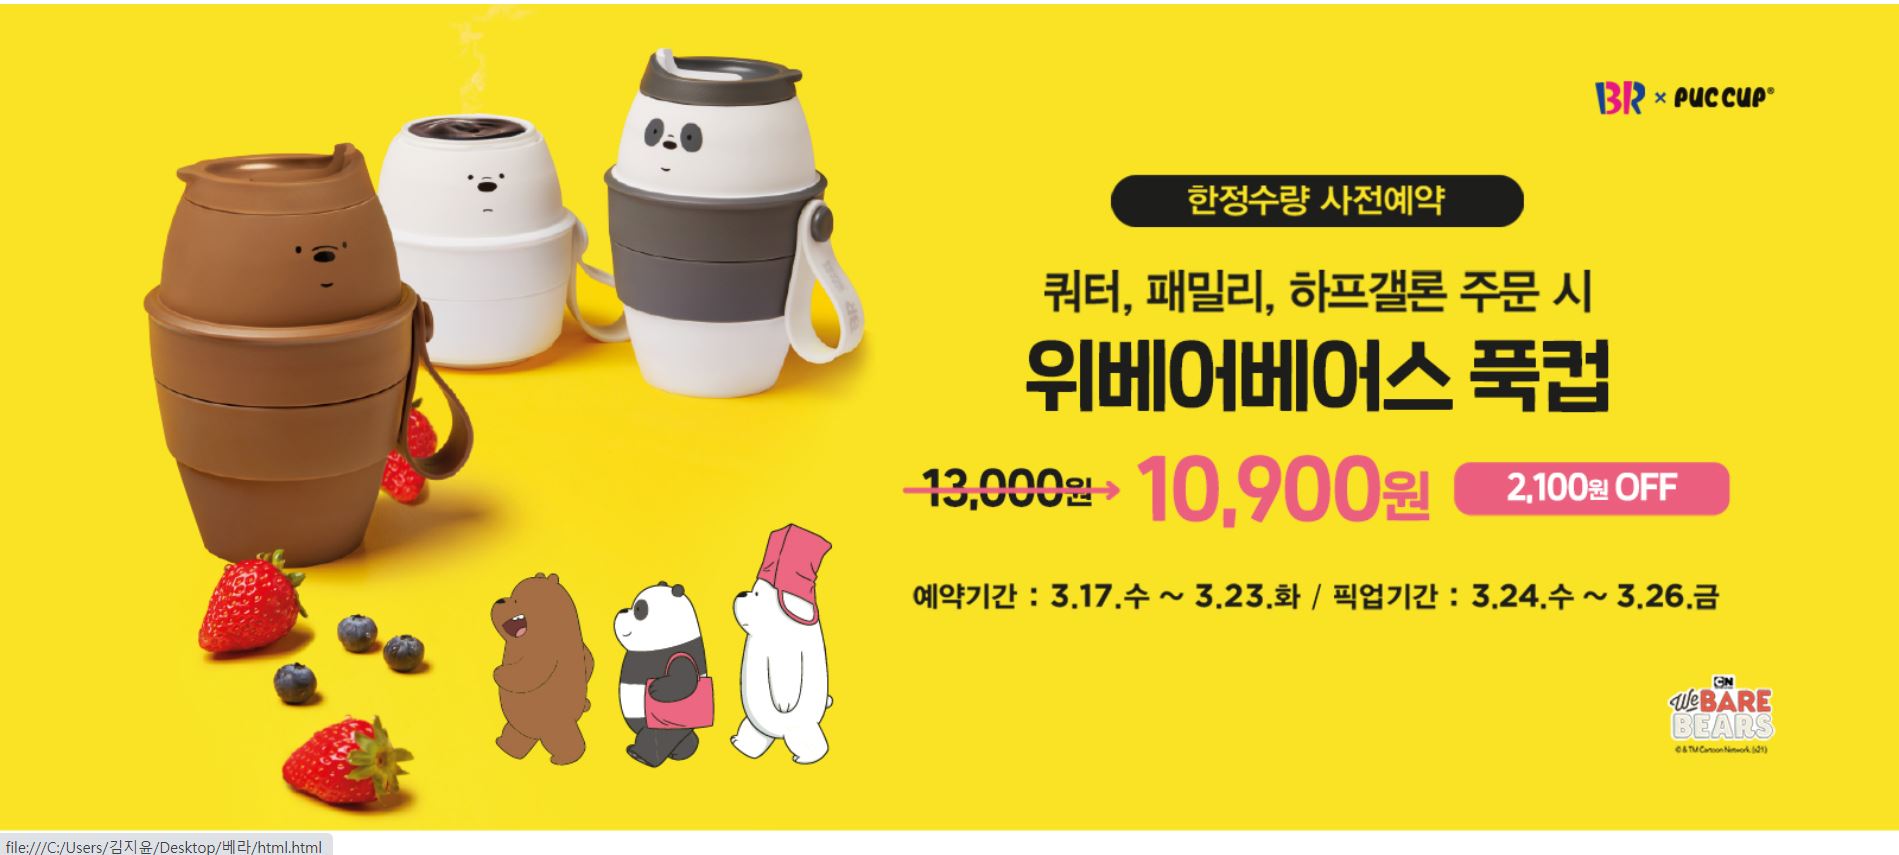 BR × PUC CUP®
한정수량 사전예약
쿼터, 패밀리, 하프갤론 주문 시
위베어베어스 푹컵
13,000원 10,900원 2,100원 OFF
예약기간 : 3.17.수 ~ 3.23.화 / 픽업기간 : 3.24.수 ~ 3.26.금
CN
We BARE
BEARS
© & TM Cartoon Network. (s21)
file:///C:/Users/김지윤/Desktop/베라/html.html